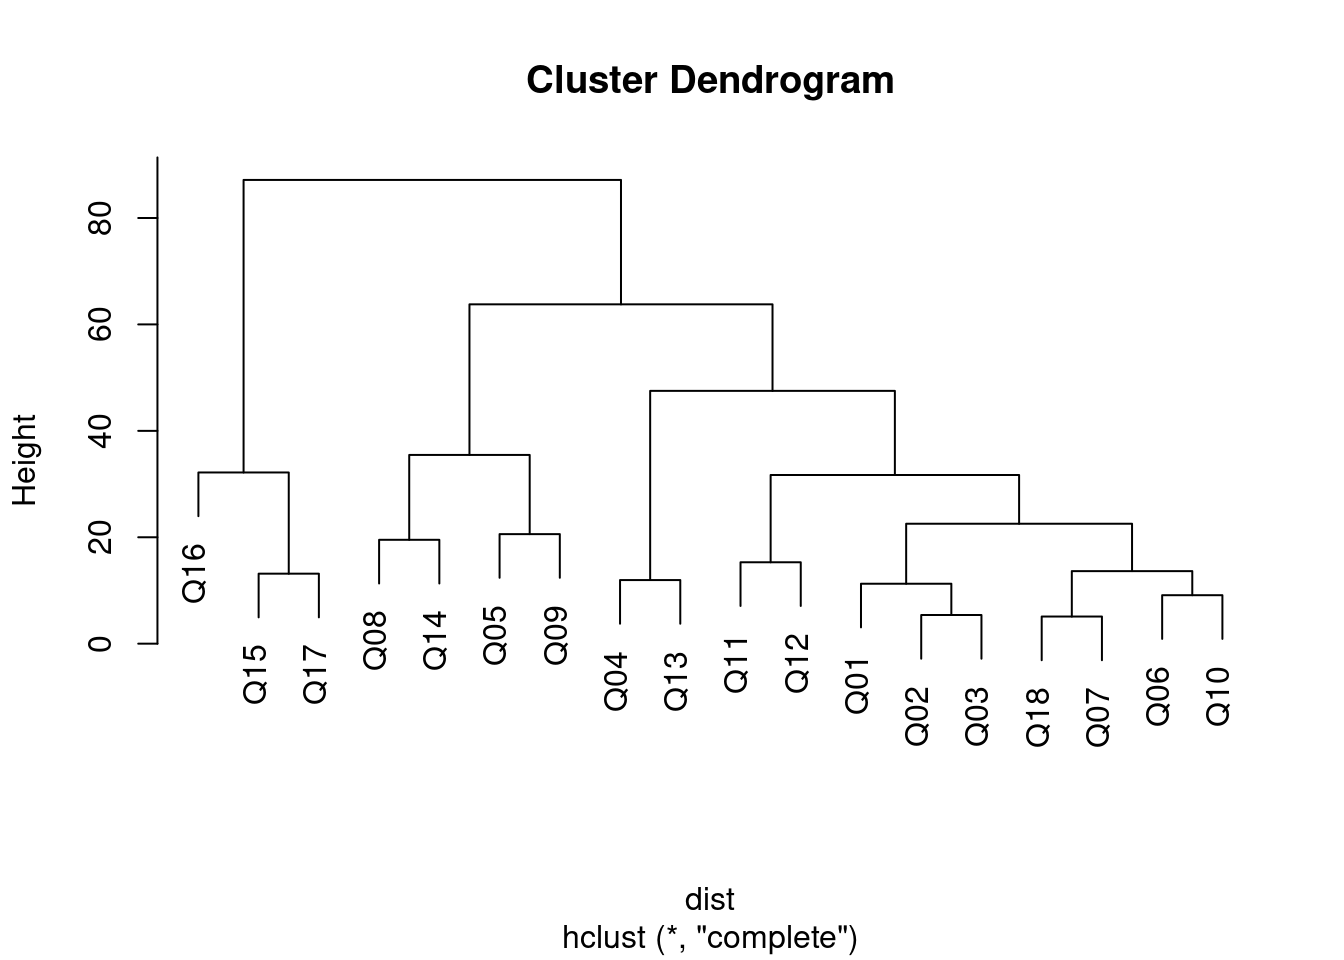 Cluster Dendrogram
Height
80
60
40
20
0
Q16
Q15
Q17
Q08
Q14
Q05
Q09
Q04
Q13
Q11
Q12
Q01
Q02
Q03
Q18
Q07
Q06
Q10
dist
hclust (*, "complete")